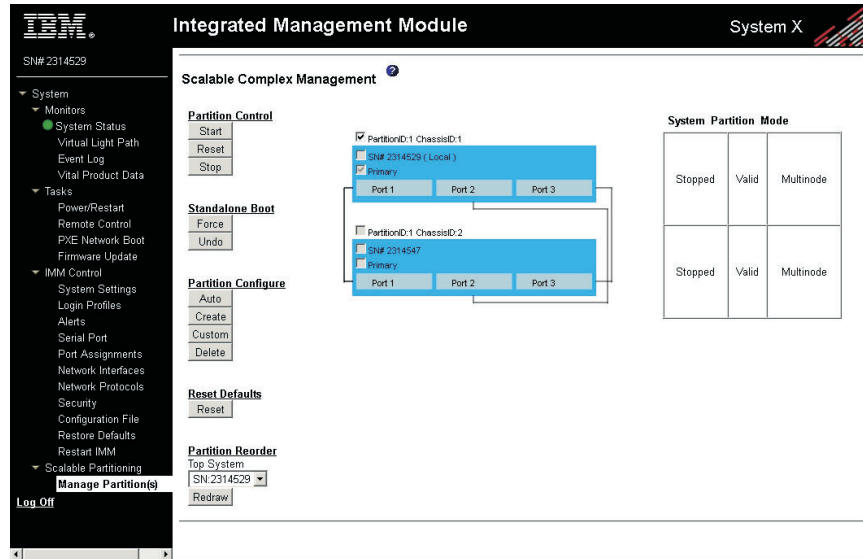 IBM®
Integrated Management Module
System X
SN# 2314529
System
Monitors
System Status
Virtual Light Path
Event Log
Vital Product Data
Tasks
Power/Restart
Remote Control
PXE Network Boot
Firmware Update
IMM Control
System Settings
Login Profiles
Alerts
Serial Port
Port Assignments
Network Interfaces
Network Protocols
Security
Configuration File
Restore Defaults
Restart IMM
Scalable Partitioning
Manage Partition(s)
Log Off
Scalable Complex Management ?
Partition Control
Start
Reset
Stop
Standalone Boot
Force
Undo
Partition Configure
Auto
Create
Custom
Delete
Reset Defaults
Reset
Partition Reorder
Top System
SN:2314529
Redraw
PartitionID:1 ChassisID:1
SN# 2314529 ( Local )
Primary
Port 1 Port 2 Port 3
PartitionID:1 ChassisID:2
SN# 2314547
Primary
Port 1 Port 2 Port 3
System Partition Mode
Stopped Valid Multinode
Stopped Valid Multinode